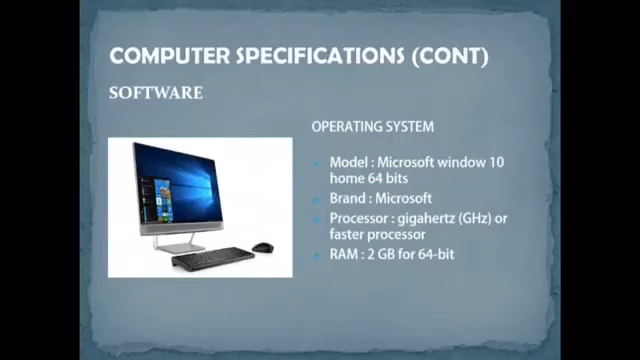 COMPUTER SPECIFICATIONS (CONT)
SOFTWARE
OPERATING SYSTEM
Model : Microsoft window 10
home 64 bits
Brand : Microsoft
Processor : gigahertz (GHz) or
faster processor
RAM : 2 GB for 64-bit